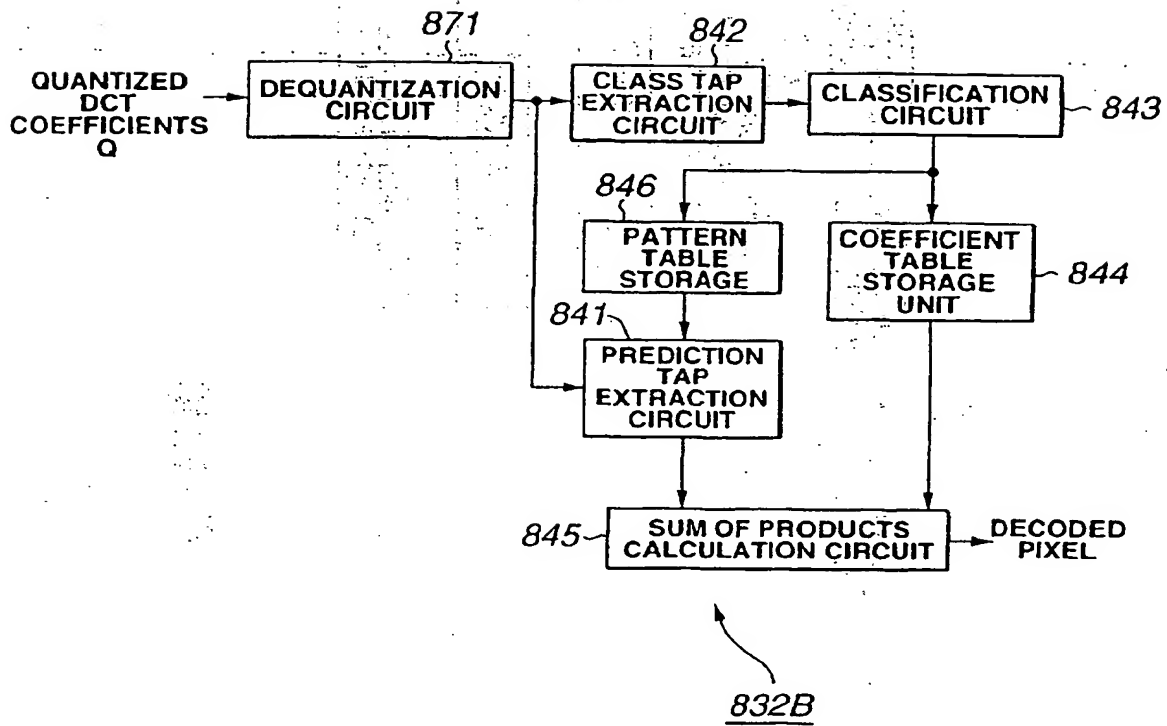 871
842
QUANTIZED
DCT
COEFFICIENTS
Q
DEQUANTIZATION
CIRCUIT
CLASS TAP
EXTRACTION
CIRCUIT
CLASSIFICATION
CIRCUIT
843
846
PATTERN
TABLE
STORAGE
COEFFICIENT
TABLE
STORAGE
UNIT
844
841
PREDICTION
TAP
EXTRACTION
CIRCUIT
845
SUM OF PRODUCTS
CALCULATION CIRCUIT
DECODED
PIXEL
832B